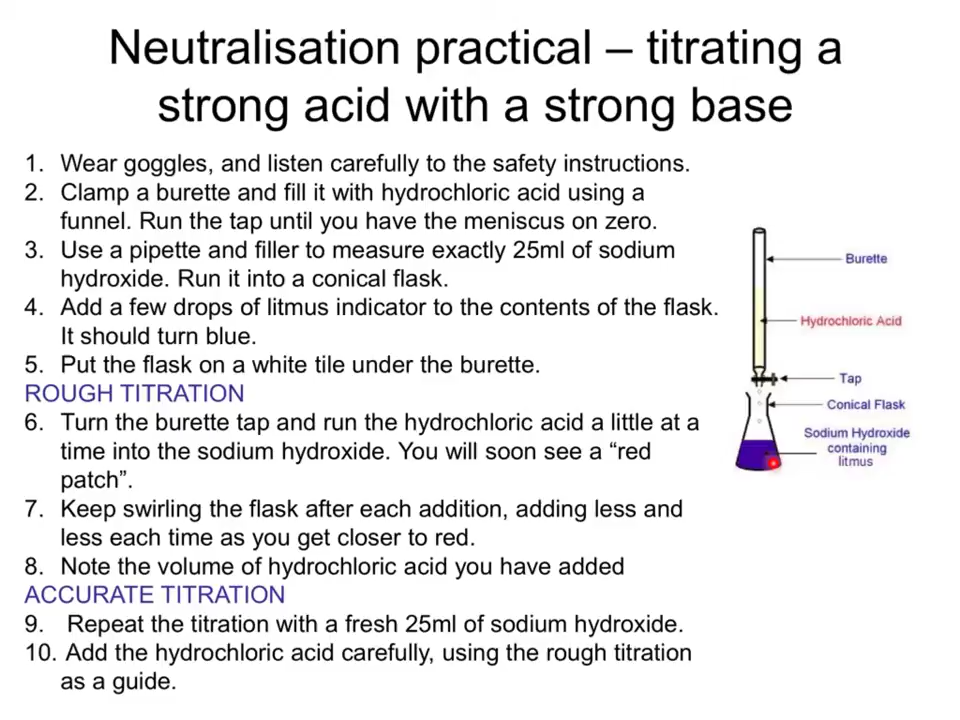 Neutralisation practical – titrating a
strong acid with a strong base
1. Wear goggles, and listen carefully to the safety instructions.
2. Clamp a burette and fill it with hydrochloric acid using a
funnel. Run the tap until you have the meniscus on zero.
3. Use a pipette and filler to measure exactly 25ml of sodium
hydroxide. Run it into a conical flask.
4. Add a few drops of litmus indicator to the contents of the flask.
It should turn blue.
5. Put the flask on a white tile under the burette.
ROUGH TITRATION
6. Turn the burette tap and run the hydrochloric acid a little at a
time into the sodium hydroxide. You will soon see a “red
patch”.
7. Keep swirling the flask after each addition, adding less and
less each time as you get closer to red.
8. Note the volume of hydrochloric acid you have added
ACCURATE TITRATION
9. Repeat the titration with a fresh 25ml of sodium hydroxide.
10. Add the hydrochloric acid carefully, using the rough titration
as a guide.
Burette
Hydrochloric Acid
Tap
Conical Flask
Sodium Hydroxide
containing
litmus